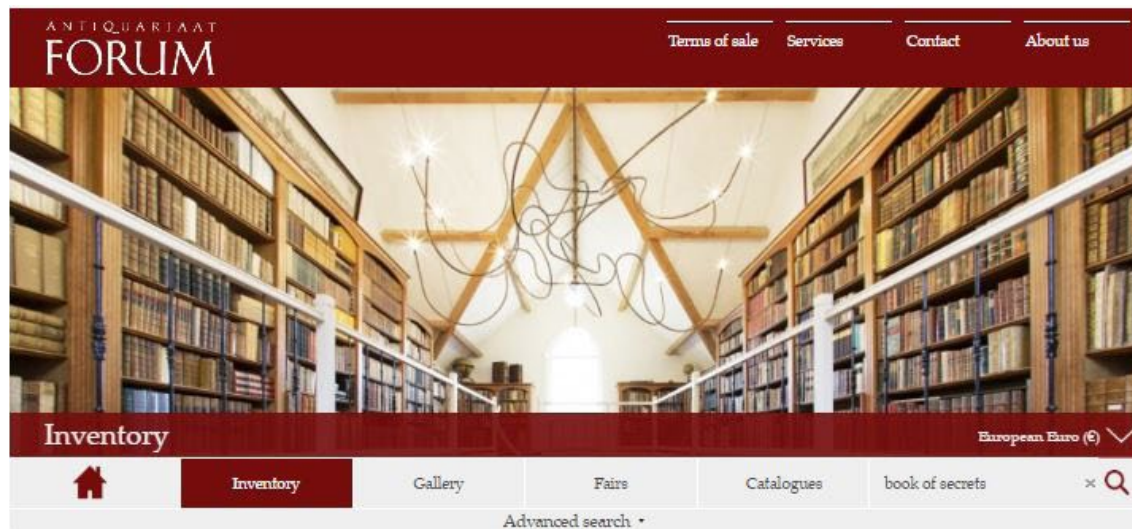 ANTIQUARIAAT
FORUM
Terms of sale Services Contact About us
Inventory
European Euro (€)
Inventory Gallery Fairs Catalogues book of secrets ×
Advanced search